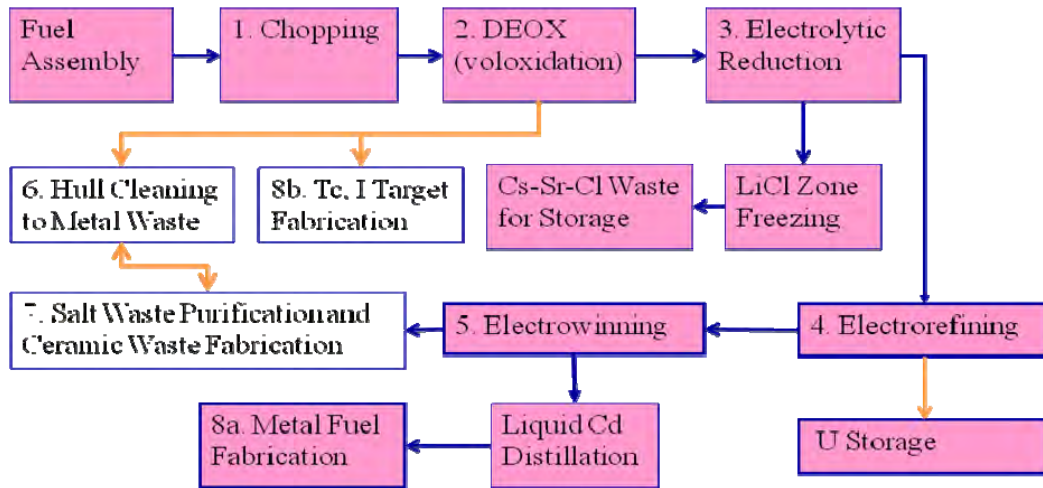 Fuel
Assembly
1. Chopping
2. DEOX
(voloxidation)
3. Electrolytic
Reduction
6. Hull Cleaning
to Metal Waste
8b. Tc, I Target
Fabrication
Cs-Sr-Cl Waste
for Storage
LiCl Zone
Freezing
7. Salt Waste Purification and
Ceramic Waste Fabrication
5. Electrowinning
4. Electrorefining
8a. Metal Fuel
Fabrication
Liquid Cd
Distillation
U Storage